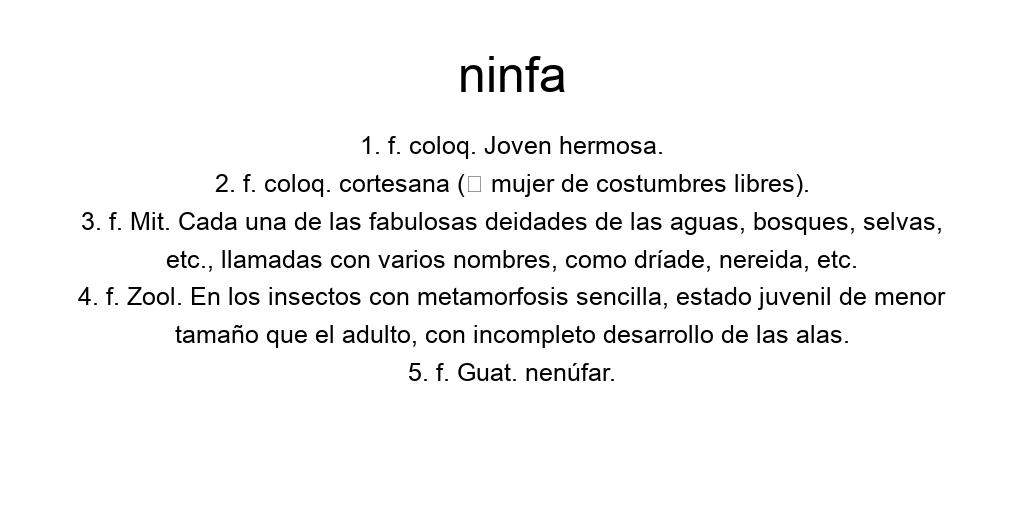 ninfa
1. f. coloq. Joven hermosa.
2. f. coloq. cortesana (▯ mujer de costumbres libres).
3. f. Mit. Cada una de las fabulosas deidades de las aguas, bosques, selvas,
etc., llamadas con varios nombres, como dríade, nereida, etc.
4. f. Zool. En los insectos con metamorfosis sencilla, estado juvenil de menor
tamaño que el adulto, con incompleto desarrollo de las alas.
5. f. Guat. nenúfar.